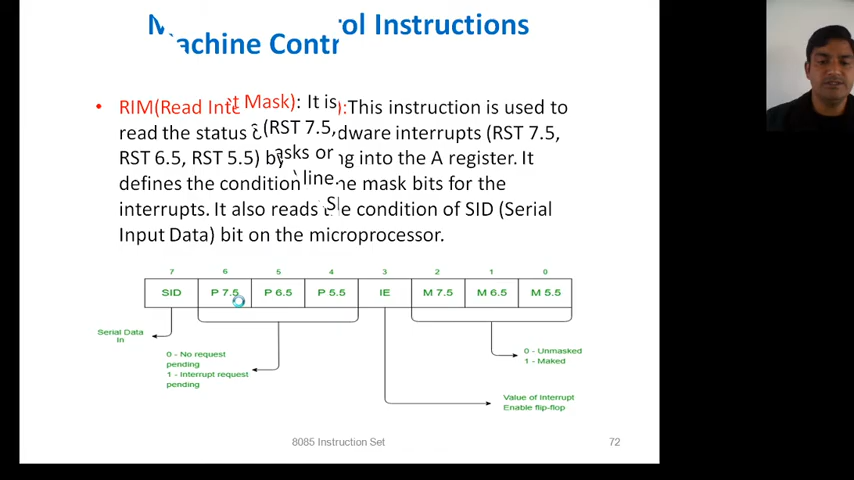 Machine Control Instructions
RIM(Read Inte t Mask): It is ):This instruction is used to
read the status (RST 7.5, dware interrupts (RST 7.5,
RST 6.5, RST 5.5) by asks or ng into the A register. It
defines the condition line. he mask bits for the
interrupts. It also reads the condition of SID (Serial
Input Data) bit on the microprocessor.
7 6 5 4 3 2 1 0
SID P 7.5 P 6.5 P 5.5 IE M 7.5 M 6.5 M 5.5
Serial Data
In
0 - No request
pending
1 - Interrupt request
pending
0 - Unmasked
1 - Maked
Value of Interrupt
Enable flip-flop
8085 Instruction Set
72